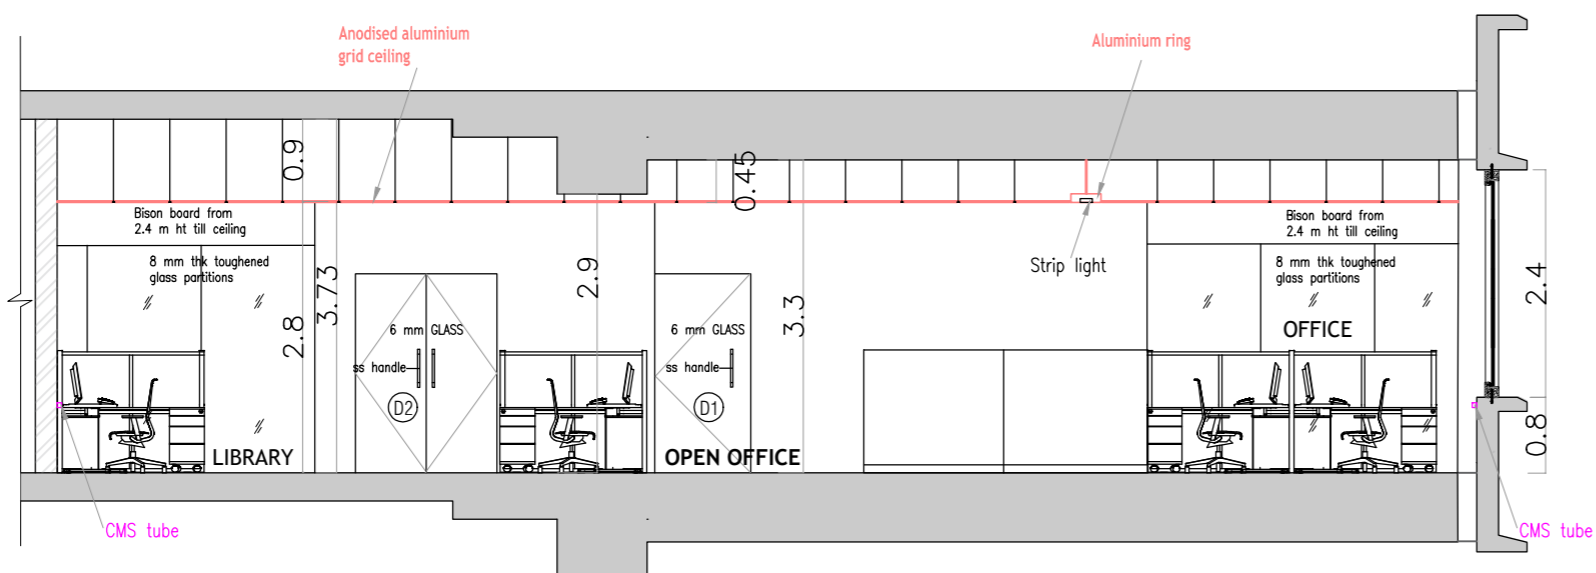 Anodised aluminium
grid ceiling
Aluminium ring
0.9
0.45
Bison board from
2.4 m ht till ceiling
Bison board from
2.4 m ht till ceiling
8 mm thk toughened
glass partitions
3.73
2.9
Strip light
8 mm thk toughened
glass partitions
2.4
2.8
3.3
6 mm GLASS
6 mm GLASS
OFFICE
ss handle
ss handle
D2
D1
0.8
LIBRARY
OPEN OFFICE
CMS tube
CMS tube